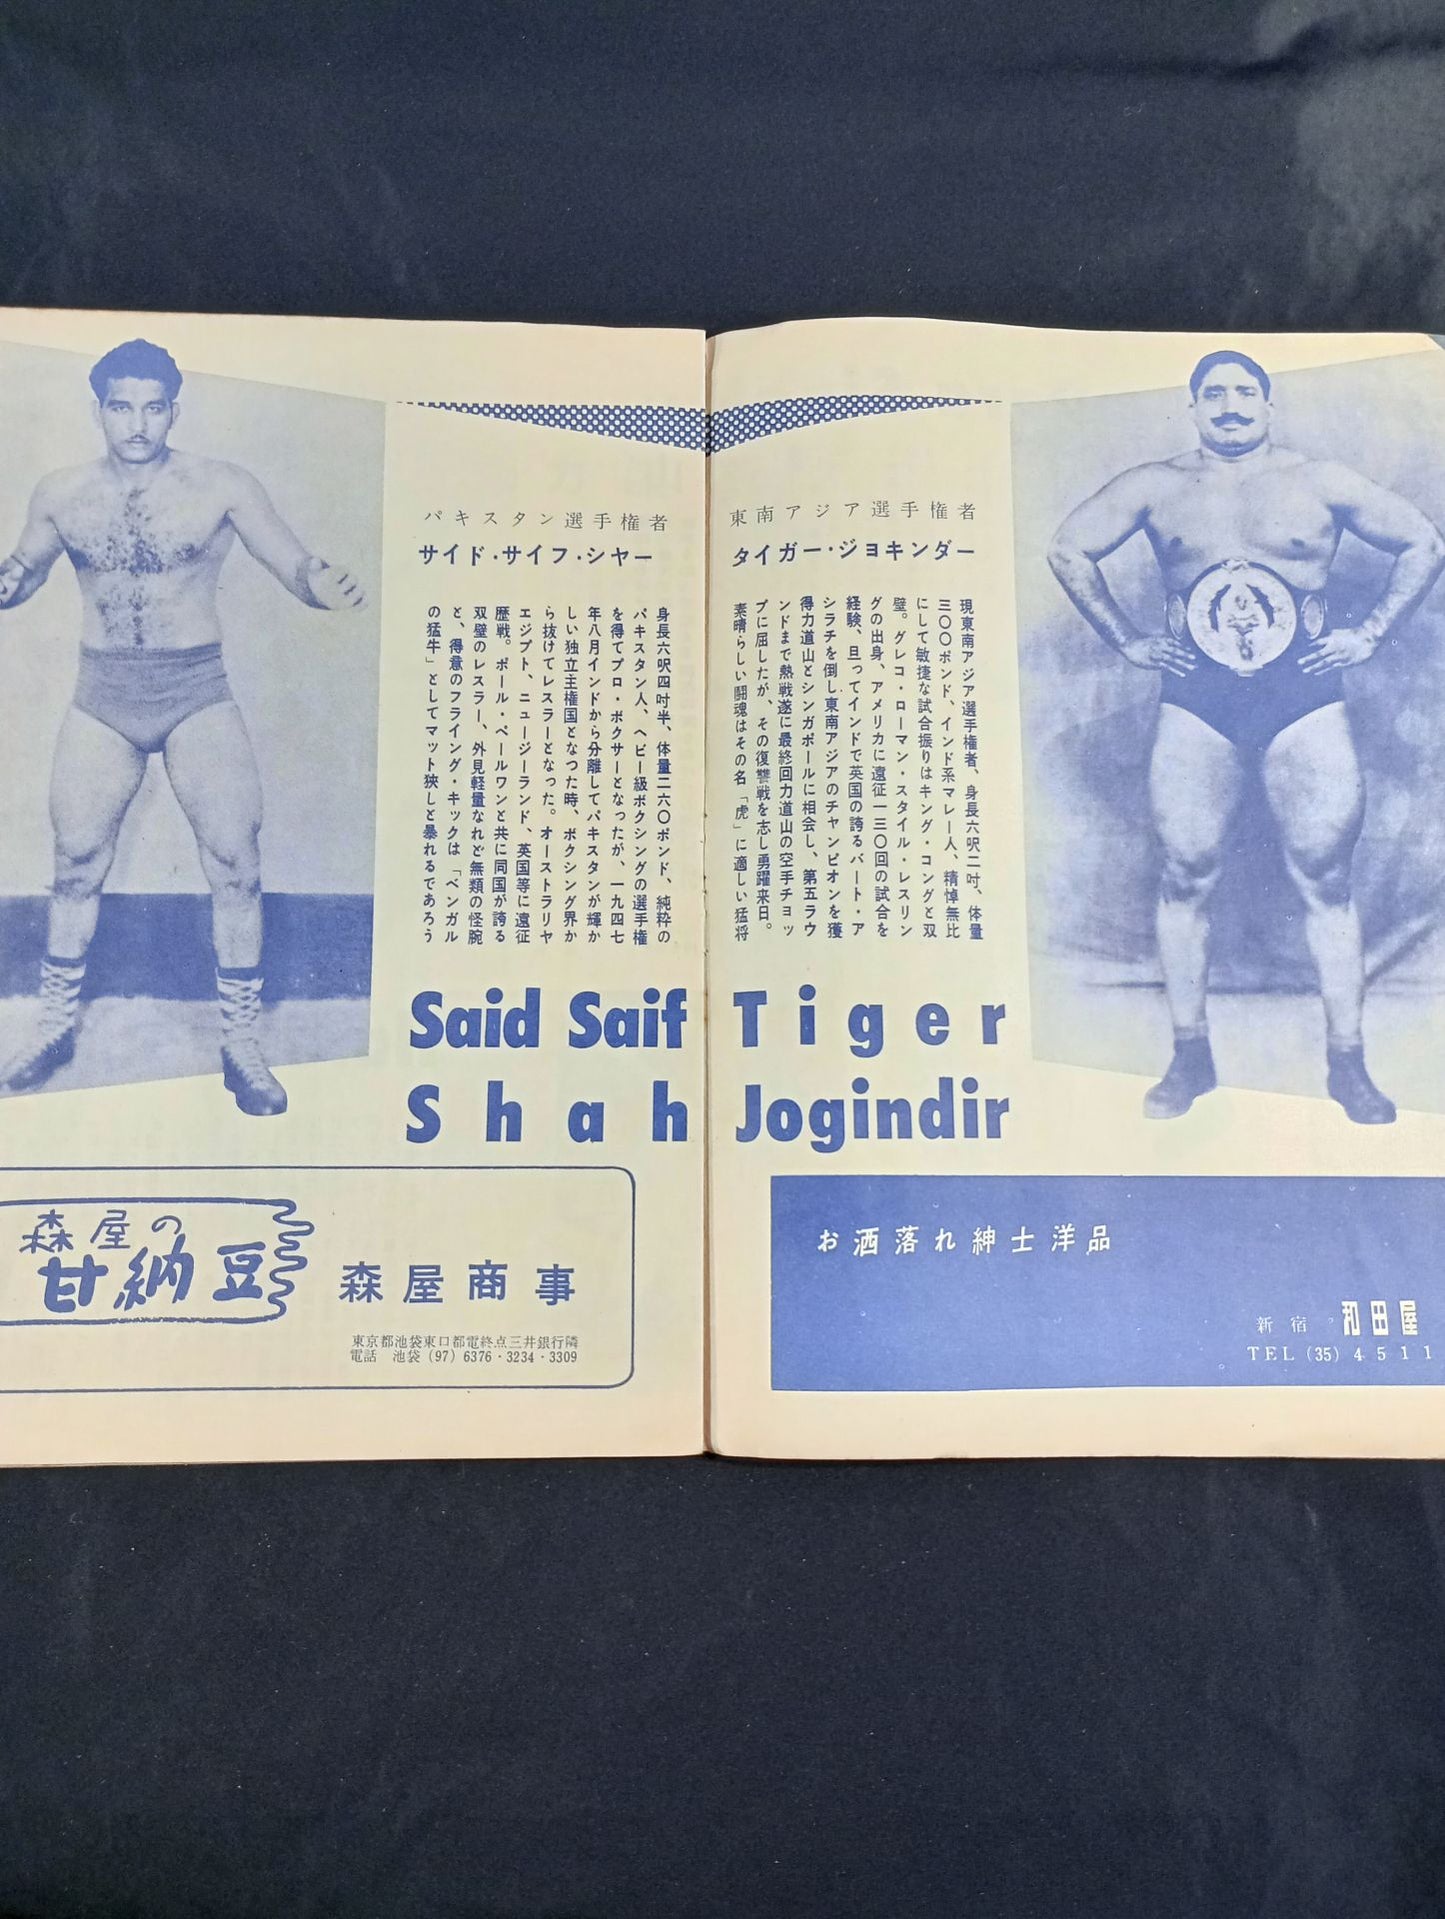 東南アジア選手権者
タイガー・ジョキンダー
現東南アジア選手権者、身長六呎二吋、体量
三〇〇ポンド、インド系マレー人、精悍無比
にして敏捷な試合振りはキング・コングと双
璧。グレコ・ローマン・スタイル・レスリン
グの出身、アメリカに遠征一三〇回の試合を
経験、且ってインドで英国の誇るバート・ア
シラチを倒し東南アジアのチャンピオンを獲
得力道山とシンガポールに相会し、第五ラウ
ンドまで熱戦遂に最終回力道山の空手チョッ
プに屈したが、その復讐戦を志し勇躍来日。
素晴らしい闘魂はその名「虎」に適しい猛将
Tiger
Jogindir
お洒落れ紳士洋品
新宿 和田屋
TEL (35) 4511
パキスタン選手権者
サイド・サイフ・シャー
身長六呎四吋半、体量二六〇ポンド、純粋の
パキスタン人、ヘビー級ボクシングの選手権
を得てプロ・ボクサーとなったが、一九四七
年八月インドから分離してパキスタンが輝か
しい独立主権国となつた時、ボクシング界か
ら抜けてレスラーとなった。オーストラリヤ
エジプト、ニュージーランド、英国等に遠征
歴戦。ポール・ペールワンと共に同国が誇る
双璧のレスラー、外見軽量なれど無類の怪腕
と、得意のフライング・キックは「ベンガル
の猛牛」としてマット狭しと暴れるであろう
Said Saif
Shah
森屋の
甘納豆
森屋商事
東京都池袋東口都電終点三井銀行隣
電話 池袋 (97) 6376・3234・3309